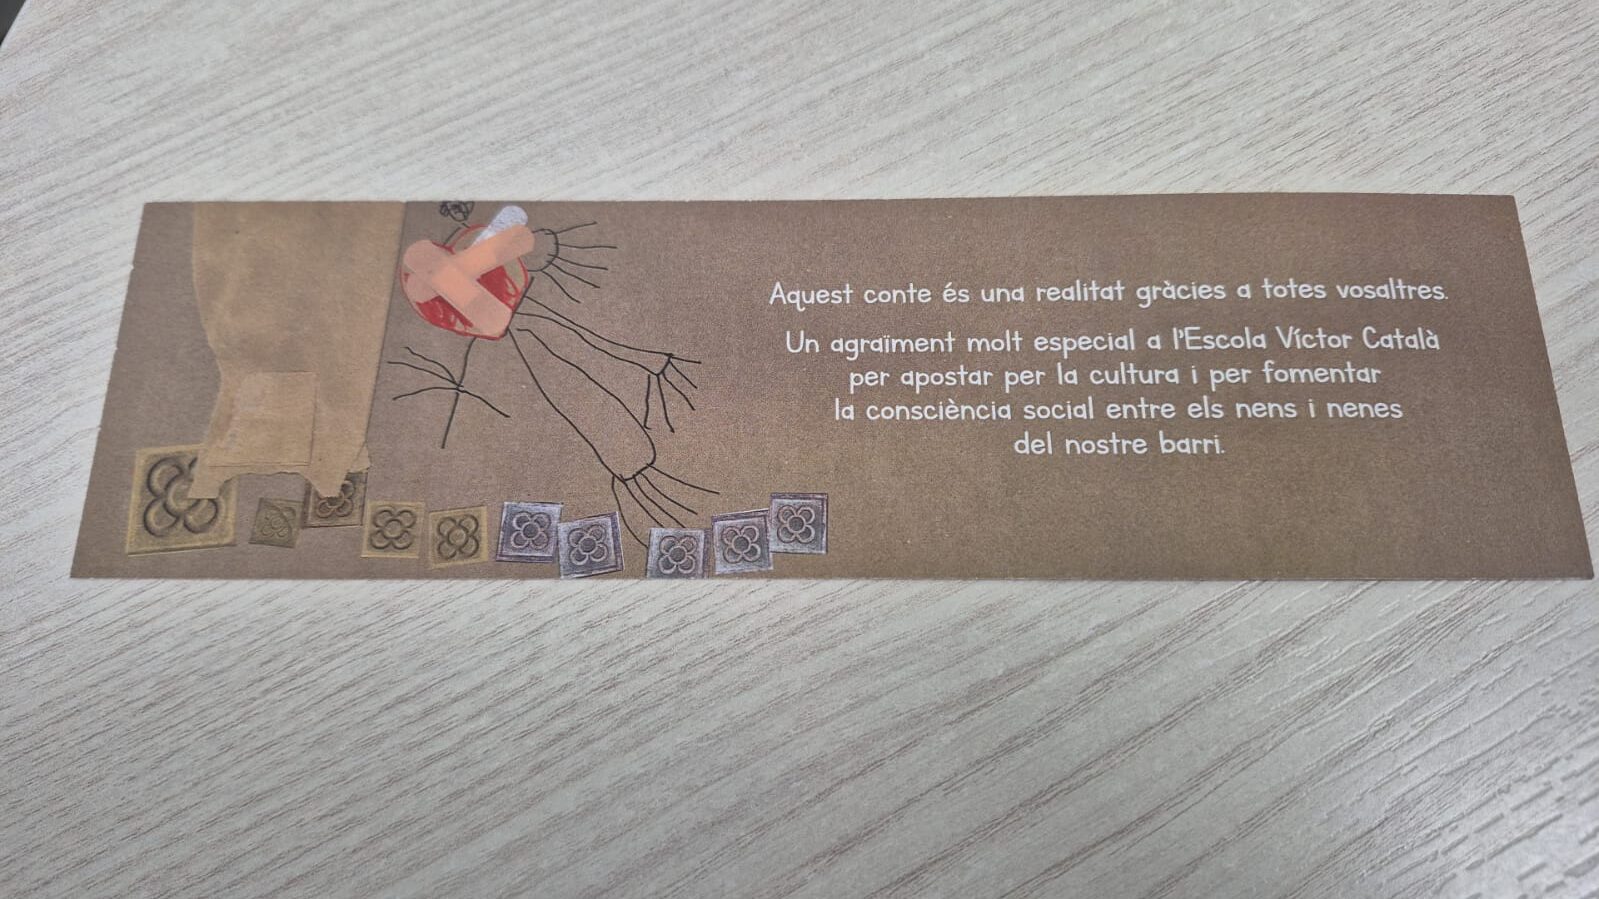 Aquest conte és una realitat gràcies a totes vosaltres.
Un agraïment molt especial a l'Escola Víctor Català
per apostar per la cultura i per fomentar
la consciència social entre els nens i nenes
del nostre barri.